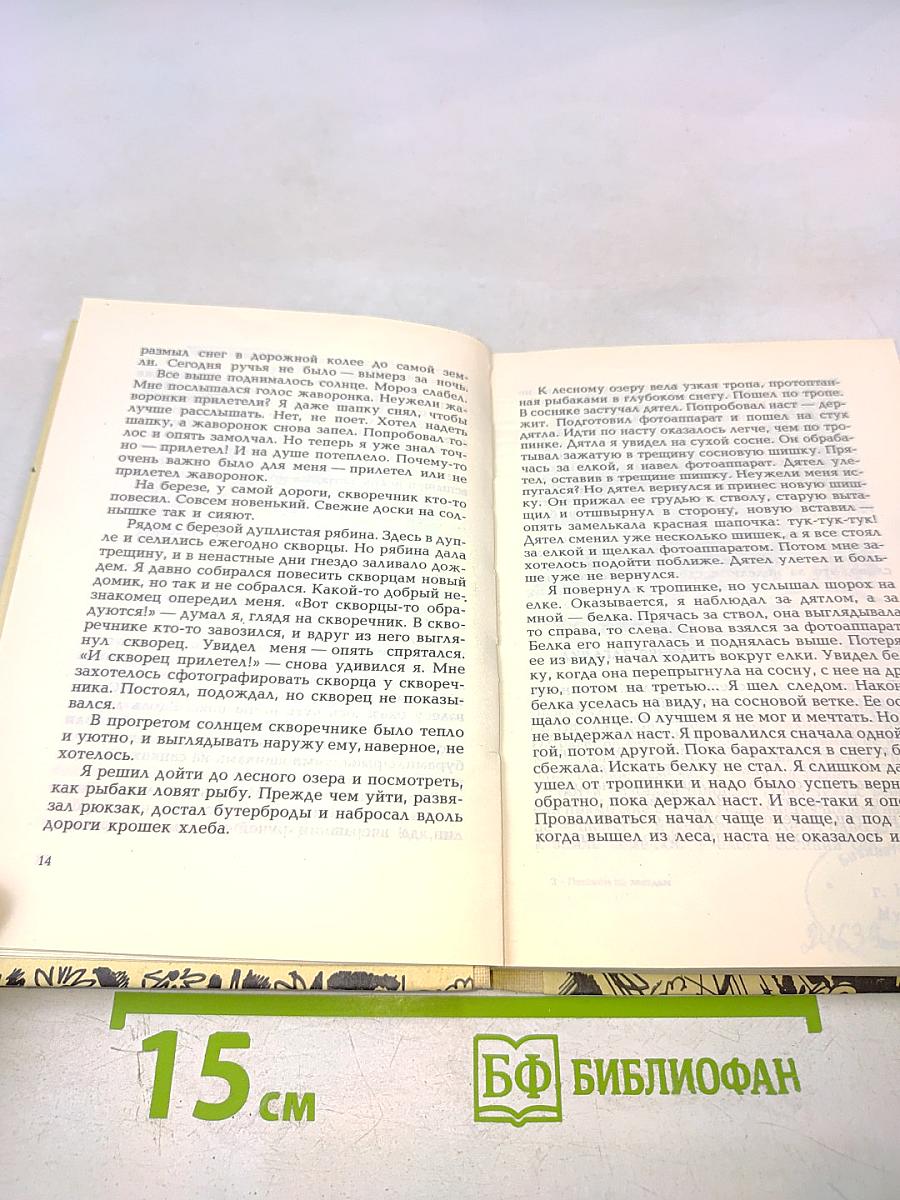 размыл снег в дорожной колее до самой зем-
ли. Сегодня ручья не было — вымерз за ночь.
Все выше поднималось солнце. Мороз слабел.
Мне послышался голос жаворонка. Неужели жа-
воронки прилетели? Я даже шапку снял, чтобы
лучше расслышать. Нет, не поет. Хотел надеть
шапку, а жаворонок снова запел. Попробовал го-
лос и опять замолчал. Но теперь я уже знал точ-
но — прилетел! И на душе потеплело. Почему-то
очень важно было для меня — прилетел или не
прилетел жаворонок.
На березе, у самой дороги, скворечник кто-то
повесил. Совсем новенький. Свежие доски на сол-
нышке так и сияют.
Рядом с березой дуплистая рябина. Здесь в дуп-
ле и селились ежегодно скворцы. Но рябина дала
трещину, и в ненастные дни гнездо заливало дож-
дем. Я давно собирался повесить скворцам новый
домик, но так и не собрался. Какой-то добрый не-
знакомец опередил меня. «Вот скворцы-то обра-
дуются!» — думал я, глядя на скворечник. В скво-
речнике кто-то завозился, и вдруг из него выгля-
нул скворец. Увидел меня — опять спрятался.
«И скворец прилетел!» — снова удивился я. Мне
захотелось сфотографировать скворца у скворец-
ника. Постоял, подождал, но скворец не показы-
вался.
В прогретом солнцем скворечнике было тепло
и уютно, и выглядывать наружу ему, наверное, не
хотелось.
Я решил дойти до лесного озера и посмотреть,
как рыбаки ловят рыбу. Прежде чем уйти, развя-
зал рюкзак, достал бутерброды и набросал вдоль
дороги крошек хлеба.
14
К лесному озеру вела узкая тропа, протоптан-
ная рыбаками в глубоком снегу. Пошел по тропе.
В сосняке застучал дятел. Попробовал наст — дер-
жит. Подготовил фотоаппарат и пошел на стук
дятла. Идти по насту оказалось легче, чем по тро-
пинке. Дятла я увидел на сухой сосне. Он обраба-
тывал зажатую в трещину сосновую шишку. Пря-
чась за елкой, я навел фотоаппарат. Дятел уле-
тел, оставив в трещине шишку. Неужели меня ис-
пугался? Но дятел вернулся и принес новую шиш-
ку. Он прижал ее грудью к стволу, старую выта-
щил и отшвырнул в сторону, новую вставил —
опять замелькала красная шапочка: тук-тук-тук!
Дятел сменил уже несколько шишек, а я все стоял
за елкой и щелкал фотоаппаратом. Потом мне за-
хотелось подойти поближе. Дятел улетел и боль-
ше уже не вернулся.
Я повернул к тропинке, но услышал шорох на
елке. Оказывается, я наблюдал за дятлом, а за
мной — белка. Прячась за ствол, она выглядывала
то справа, то слева. Снова взялся за фотоаппарат
Белка его напугалась и поднялась выше. Потеря
ее из виду, начал ходить вокруг елки. Увидел бе
ку, когда она перепрыгнула на сосну, с нее на др
гую, потом на третью... Я шел следом. Након
белка уселась на виду, на сосновой ветке. Ее ос
щало солнце. О лучшем я не мог и мечтать. Но
не выдержал наст. Я провалился сначала одной
гой, потом другой. Пока барахтался в снегу, б
сбежала. Искать белку не стал. Я слишком да
ушел от тропинки и надо было успеть верн
обратно, пока держал наст. И все-таки я опо
Проваливаться начал чаще и чаще, а под
когда вышел из леса, наста не оказалось и
15 см
БФ БИБЛИОФАН